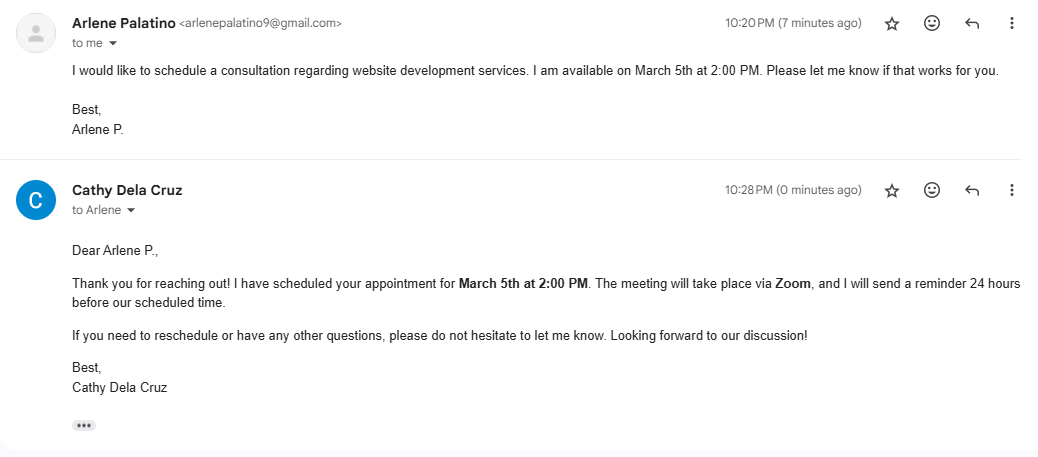 Arlene Palatino <arlenepalatino9@gmail.com>
10:20 PM (7 minutes ago)
to me
I would like to schedule a consultation regarding website development services. I am available on March 5th at 2:00 PM. Please let me know if that works for you.
Best,
Arlene P.
C
Cathy Dela Cruz
10:28 PM (0 minutes ago)
to Arlene
Dear Arlene P.,
Thank you for reaching out! I have scheduled your appointment for March 5th at 2:00 PM. The meeting will take place via Zoom, and I will send a reminder 24 hours
before our scheduled time.
If you need to reschedule or have any other questions, please do not hesitate to let me know. Looking forward to our discussion!
Best,
Cathy Dela Cruz